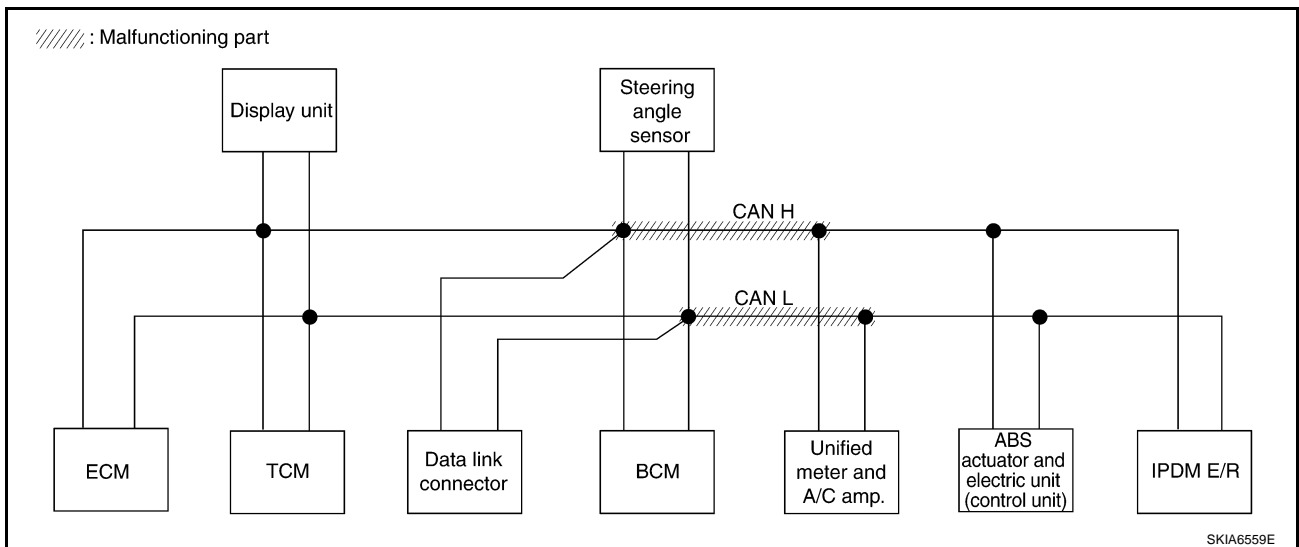 : Malfunctioning part
Display unit
Steering
angle
sensor
CAN H
CAN L
ECM
TCM
Data link
connector
BCM
Unified
meter and
A/C amp.
ABS
actuator and
electric unit
(control unit)
IPDM E/R
SKIA6559E